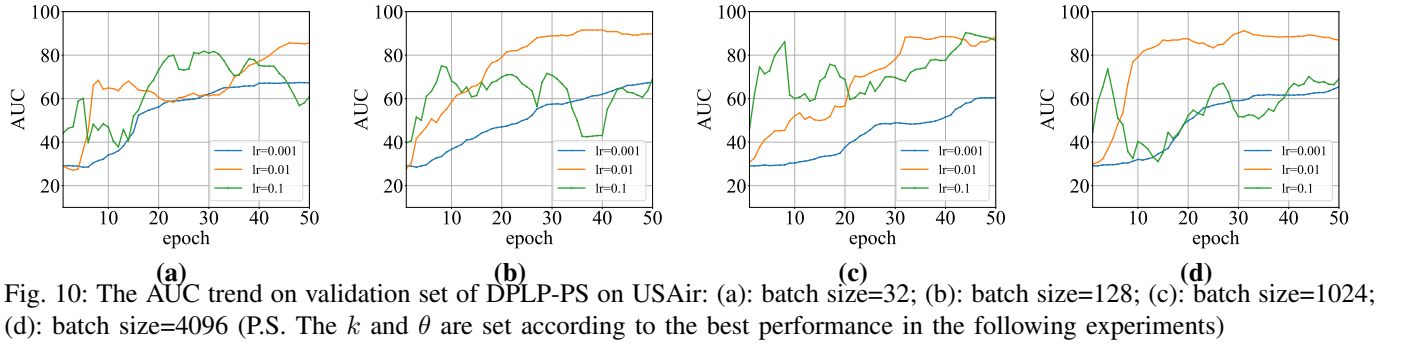 100
80
60
40
20
AUC
10 20 30 40 50
epoch
lr=0.001
lr=0.01
lr=0.1
(a)
100
80
60
40
20
AUC
10 20 30 40 50
epoch
lr=0.001
lr=0.01
lr=0.1
(b)
100
80
60
40
20
AUC
10 20 30 40 50
epoch
lr=0.001
lr=0.01
lr=0.1
(c)
100
80
60
40
20
AUC
10 20 30 40 50
epoch
lr=0.001
lr=0.01
lr=0.1
(d)
Fig. 10: The AUC trend on validation set of DPLP-PS on USAir: (a): batch size=32; (b): batch size=128; (c): batch size=1024;
(d): batch size=4096 (P.S. The k and θ are set according to the best performance in the following experiments)